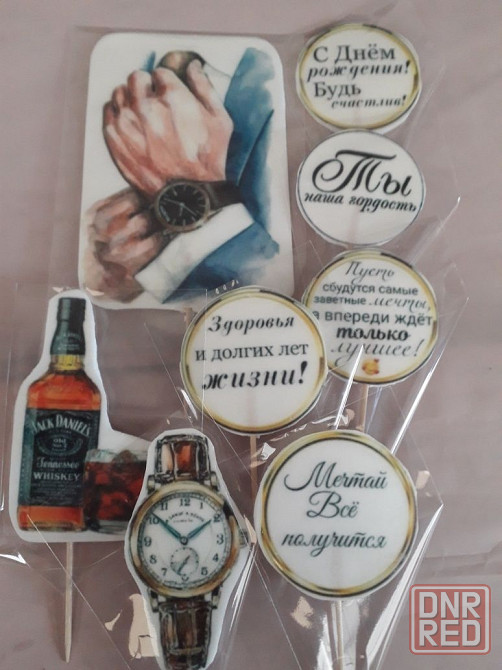 С Днём
рождения!
Будь
счастлив!
Ты
наша гордость
Пусть
сбудутся самые
заветные мечты,
а впереди ждёт
только
лучшее!
Здоровья
и долгих лет
жизни!
JACK DANIEL'S
Tennessee
WHISKEY
Мечтай
Всё
получится
DNR
RED